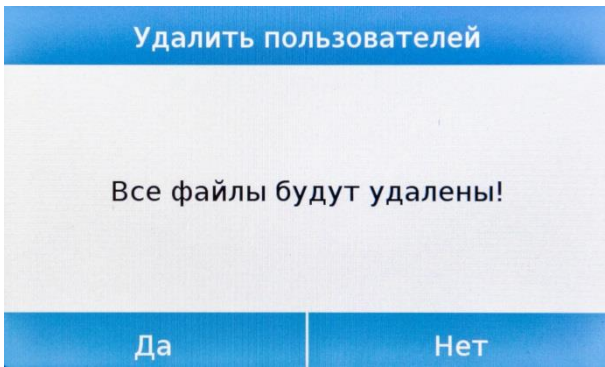 Удалить пользователей
Все файлы будут удалены!
Да
Нет